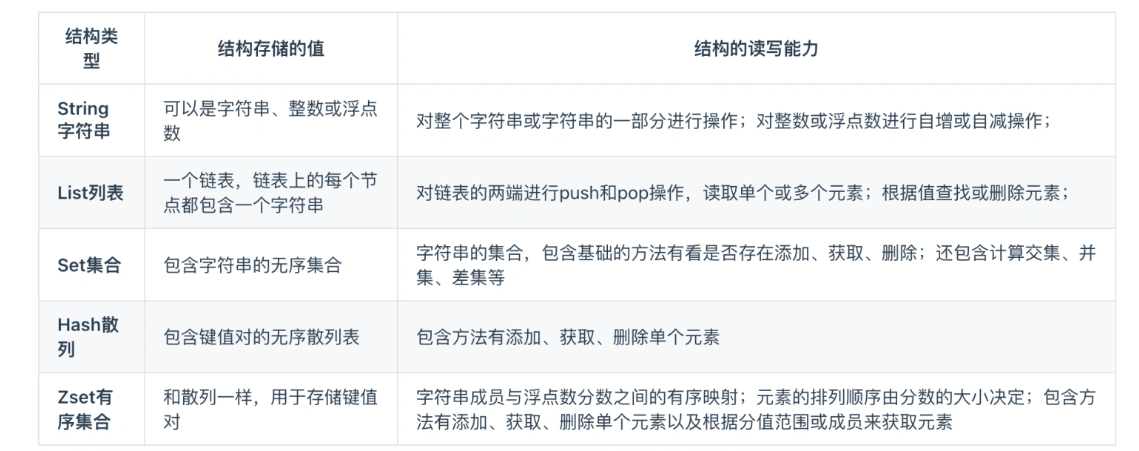 结构类
型
结构存储的值
结构的读写能力
String
字符串
可以是字符串、整数或浮点
数
对整个字符串或字符串的一部分进行操作；对整数或浮点数进行自增或自减操作；
List列表
一个链表，链表上的每个节
点都包含一个字符串
对链表的两端进行push和pop操作，读取单个或多个元素；根据值查找或删除元素；
Set集合
包含字符串的无序集合
字符串的集合，包含基础的方法有看是否存在添加、获取、删除；还包含计算交集、并
集、差集等
Hash散
列
包含键值对的无序散列表
包含方法有添加、获取、删除单个元素
Zset有
序集合
和散列一样，用于存储键值
对
字符串成员与浮点数分数之间的有序映射；元素的排列顺序由分数的大小决定；包含方
法有添加、获取、删除单个元素以及根据分值范围或成员来获取元素